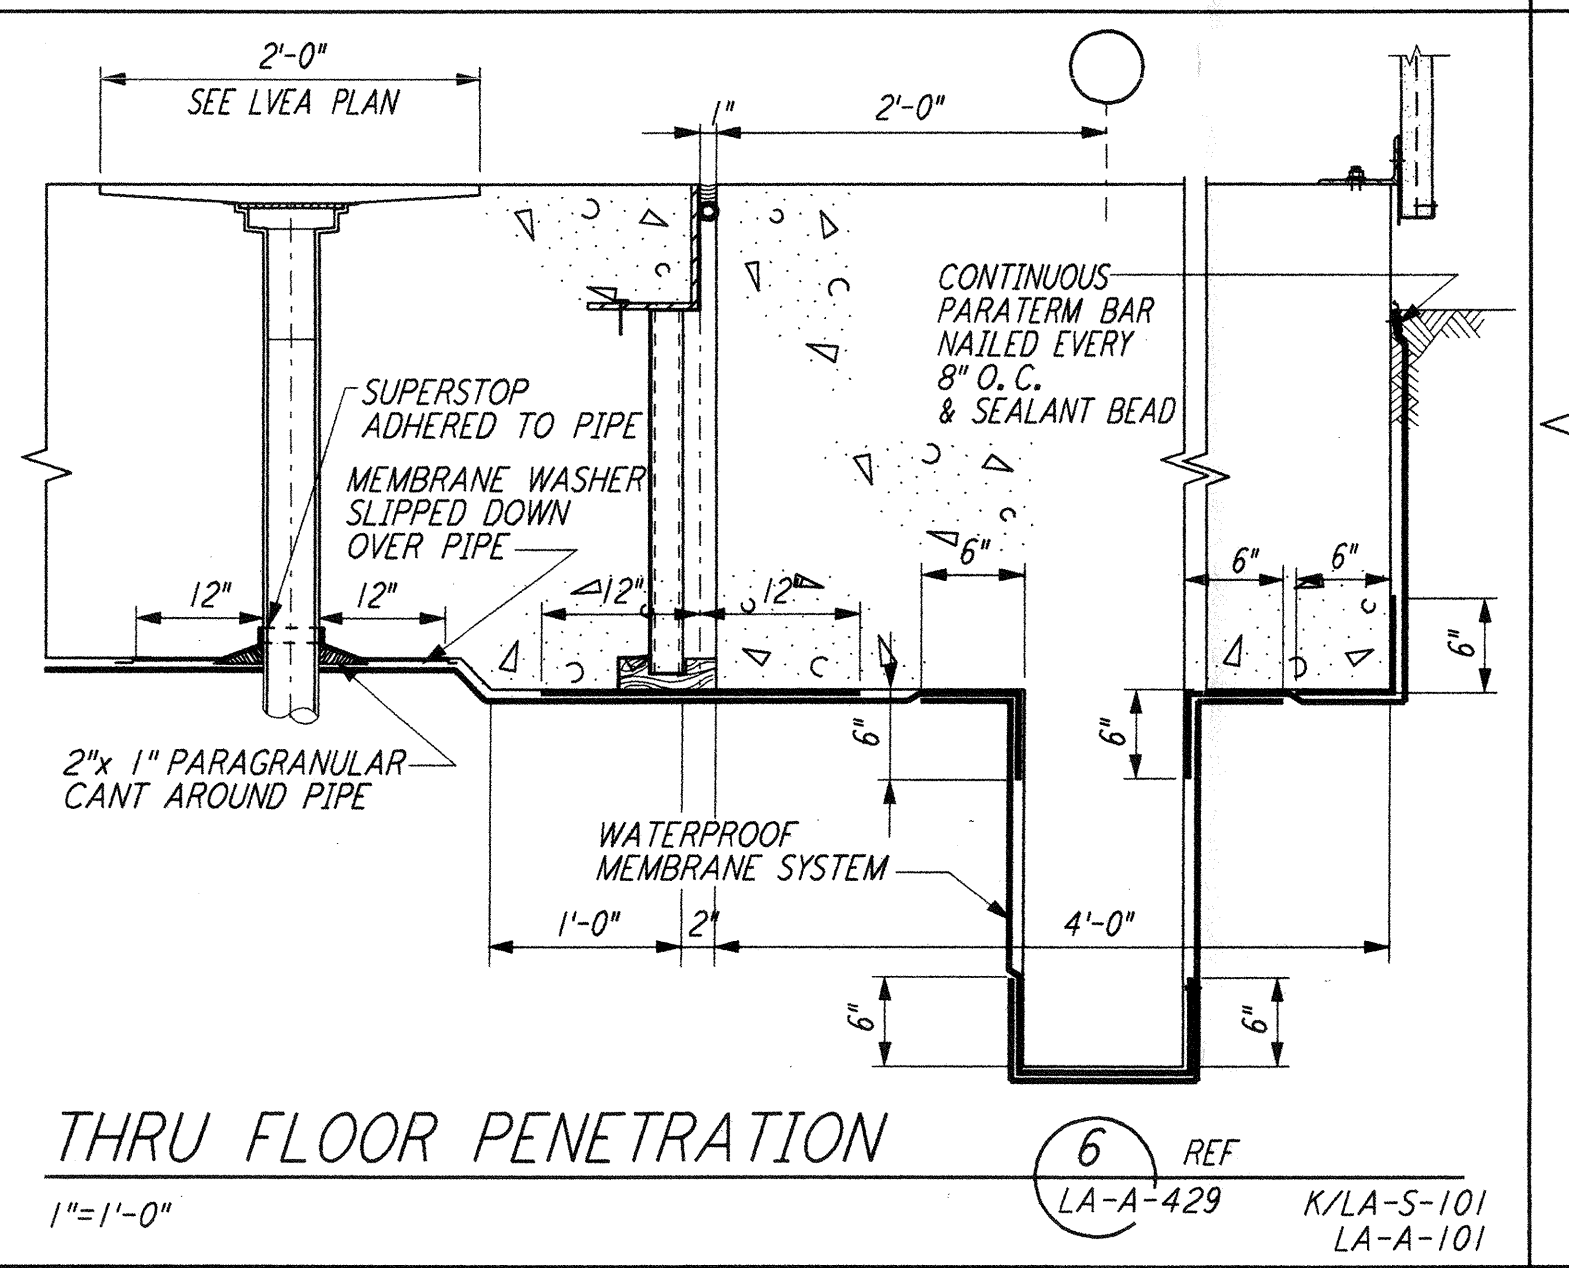 2'-0"
SEE LVEA PLAN
1"
2'-0"
CONTINUOUS
PARATERM BAR
NAILED EVERY
8" O.C.
& SEALANT BEAD
SUPERSTOP
ADHERED TO PIPE
MEMBRANE WASHER
SLIPPED DOWN
OVER PIPE
12"
12"
12"
12"
6"
6"
6"
6"
6"
6"
2"x 1" PARAGRANULAR
CANT AROUND PIPE
WATERPROOF
MEMBRANE SYSTEM
1'-0"
2"
4'-0"
6"
6"
THRU FLOOR PENETRATION
1"=1'-0"
6
LA-A-429
REF
K/LA-S-101
LA-A-101